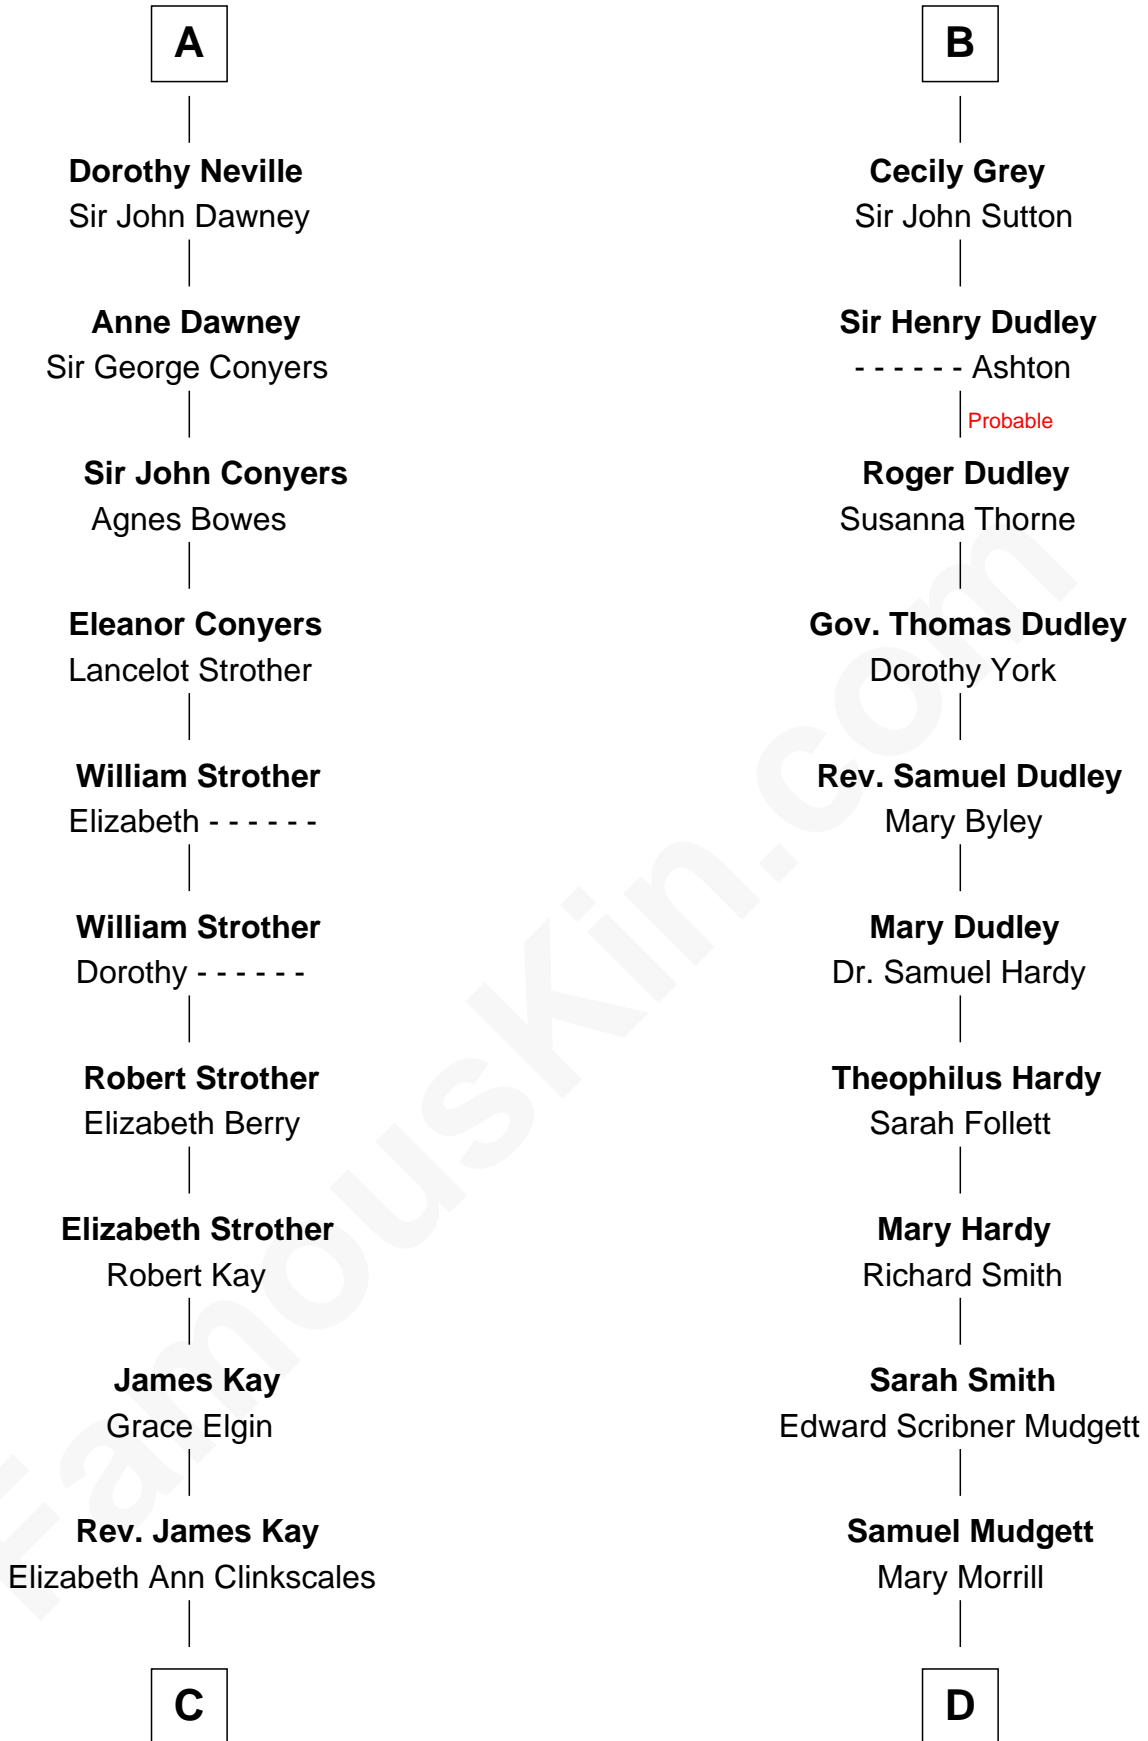 A
Dorothy Neville
Sir John Dawney
Anne Dawney
Sir George Conyers
Sir John Conyers
Agnes Bowes
Eleanor Conyers
Lancelot Strother
William Strother
Elizabeth - - - - - -
William Strother
Dorothy - - - - - -
Robert Strother
Elizabeth Berry
Elizabeth Strother
Robert Kay
James Kay
Grace Elgin
Rev. James Kay
Elizabeth Ann Clinkscales
C
B
Cecily Grey
Sir John Sutton
Sir Henry Dudley
- - - - - - Ashton
Probable
Roger Dudley
Susanna Thorne
Gov. Thomas Dudley
Dorothy York
Rev. Samuel Dudley
Mary Byley
Mary Dudley
Dr. Samuel Hardy
Theophilus Hardy
Sarah Follett
Mary Hardy
Richard Smith
Sarah Smith
Edward Scribner Mudgett
Samuel Mudgett
Mary Morrill
D
FamousKin.com